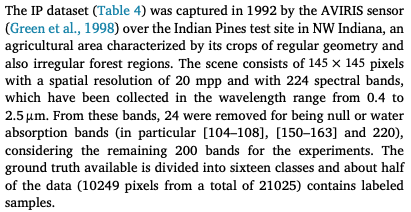 The IP dataset (Table 4) was captured in 1992 by the AVIRIS sensor
(Green et al., 1998) over the Indian Pines test site in NW Indiana, an
agricultural area characterized by its crops of regular geometry and
also irregular forest regions. The scene consists of 145 × 145 pixels
with a spatial resolution of 20 mpp and with 224 spectral bands,
which have been collected in the wavelength range from 0.4 to
2.5 μm. From these bands, 24 were removed for being null or water
absorption bands (in particular [104–108], [150–163] and 220),
considering the remaining 200 bands for the experiments. The
ground truth available is divided into sixteen classes and about half
of the data (10249 pixels from a total of 21025) contains labeled
samples.